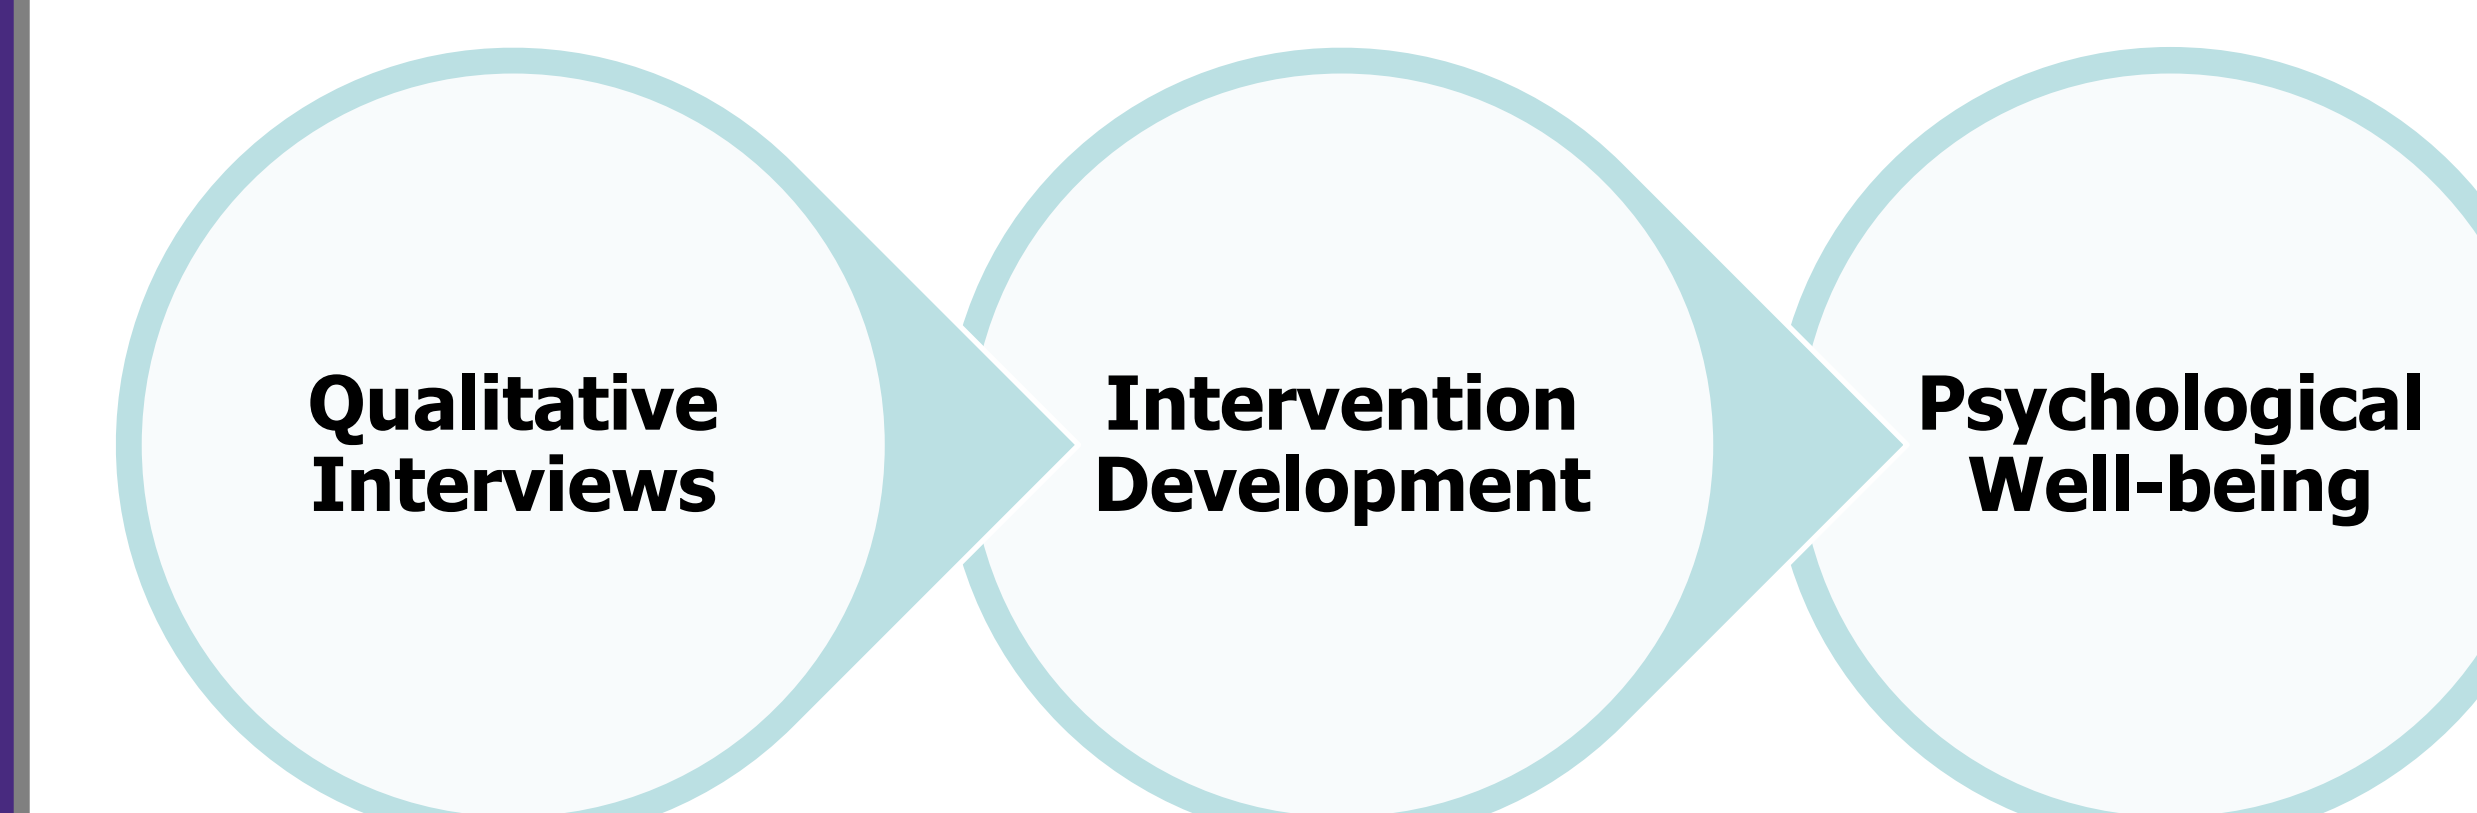 Qualitative
Interviews
Intervention
Development
Psychological
Well-being